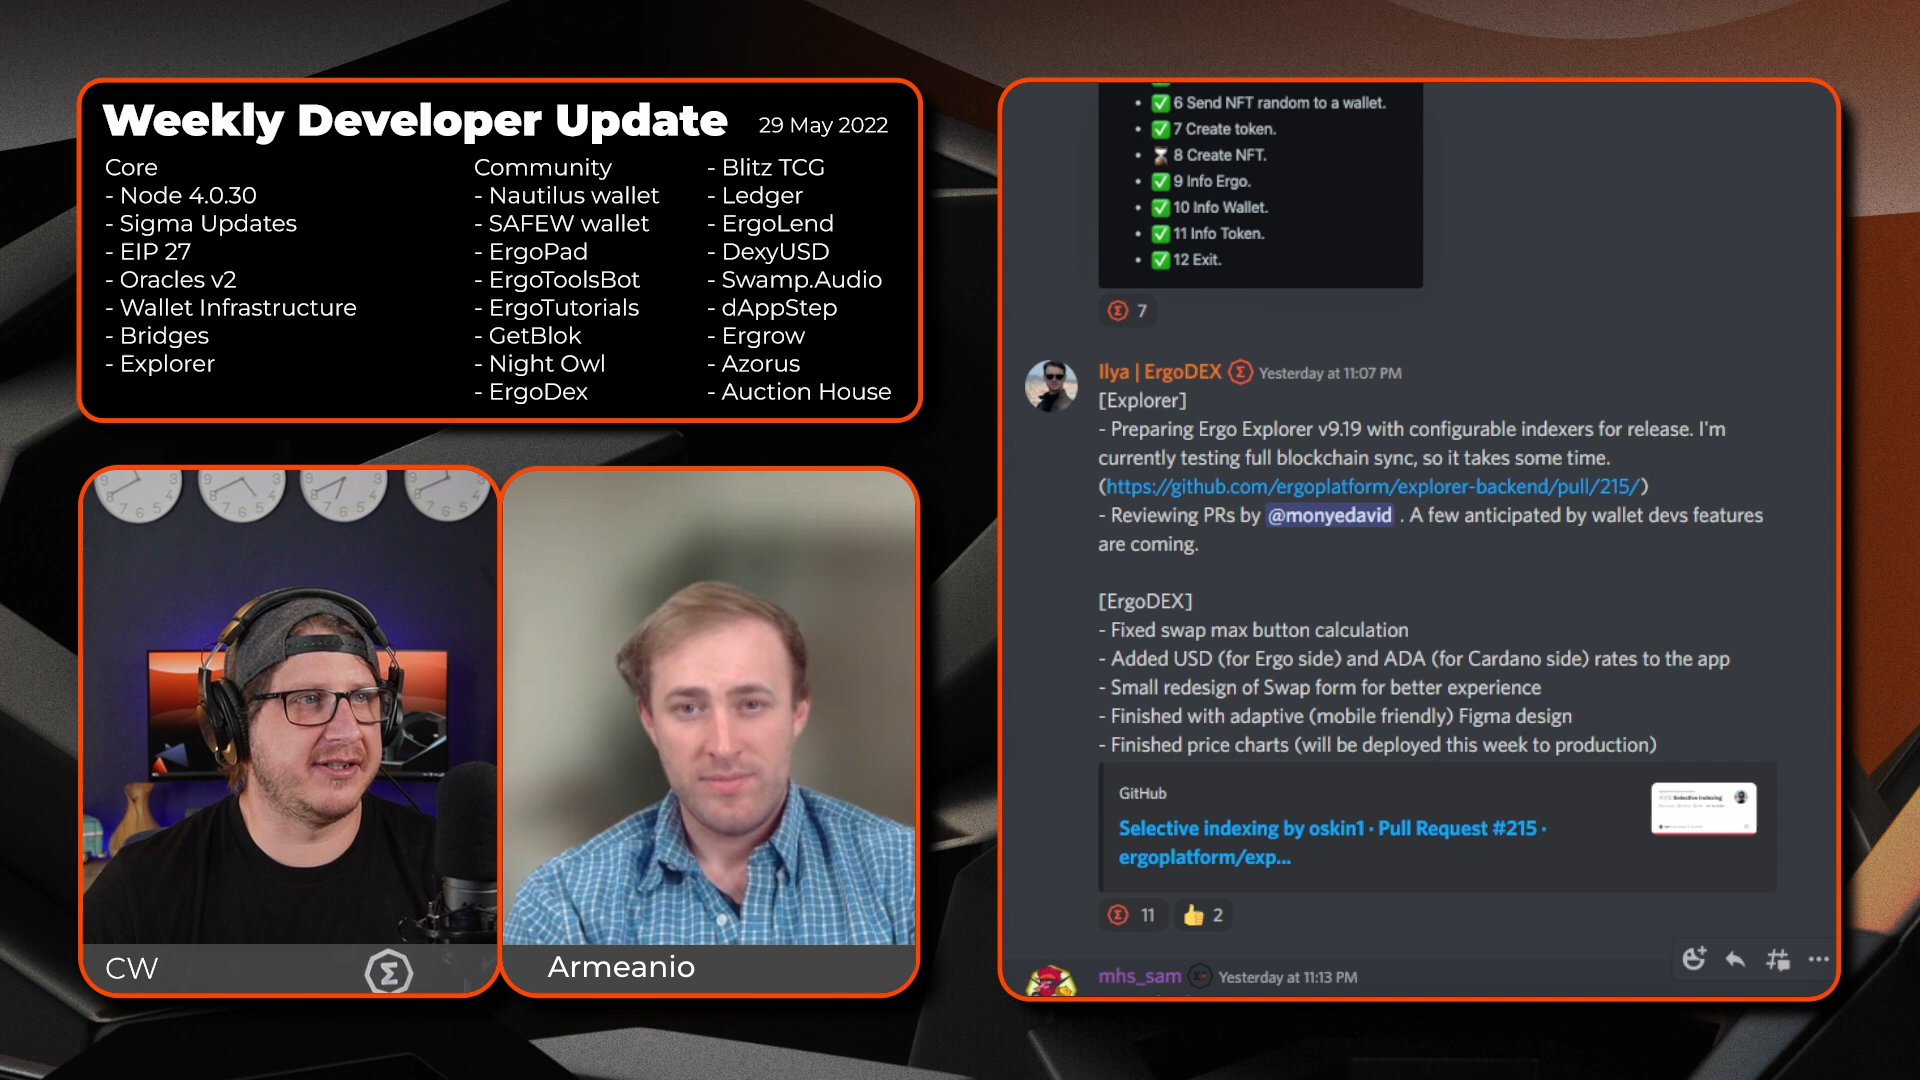 Weekly Developer Update 29 May 2022
Core
- Node 4.0.30
- Sigma Updates
- EIP 27
- Oracles v2
- Wallet Infrastructure
- Bridges
- Explorer
Community
- Nautilus wallet
- SAFEW wallet
- ErgoPad
- ErgoToolsBot
- ErgoTutorials
- GetBlok
- Night Owl
- ErgoDex
- Blitz TCG
- Ledger
- ErgoLend
- DexyUSD
- Swamp.Audio
- dAppStep
- Ergrow
- Azorus
- Auction House
CW
Armeanio
• ✅ 6 Send NFT random to a wallet.
• ✅ 7 Create token.
• ⏳ 8 Create NFT.
• ✅ 9 Info Ergo.
• ✅ 10 Info Wallet.
• ✅ 11 Info Token.
• ✅ 12 Exit.
7
Ilya | ErgoDEX Yesterday at 11:07 PM
[Explorer]
- Preparing Ergo Explorer v9.19 with configurable indexers for release. I'm
currently testing full blockchain sync, so it takes some time.
(https://github.com/ergoplatform/explorer-backend/pull/215/)
- Reviewing PRs by @monyedavid . A few anticipated by wallet devs features
are coming.
[ErgoDEX]
- Fixed swap max button calculation
- Added USD (for Ergo side) and ADA (for Cardano side) rates to the app
- Small redesign of Swap form for better experience
- Finished with adaptive (mobile friendly) Figma design
- Finished price charts (will be deployed this week to production)
GitHub
Selective indexing by oskin1 · Pull Request #215 ·
ergoplatform/exp...
11 👍 2
mhs_sam Yesterday at 11:13 PM